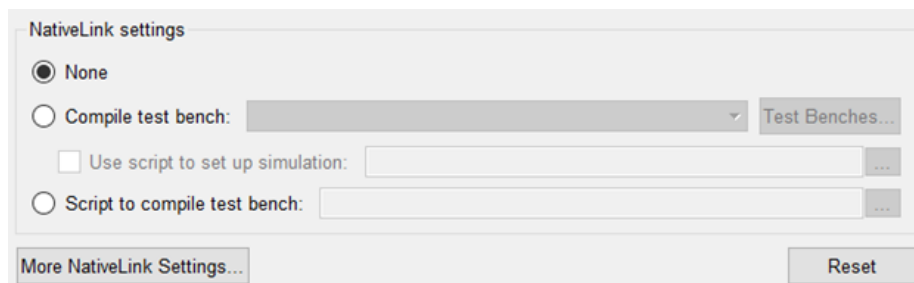 NativeLink settings
None
Compile test bench: Test Benches...
Use script to set up simulation: ...
Script to compile test bench: ...
More NativeLink Settings... Reset